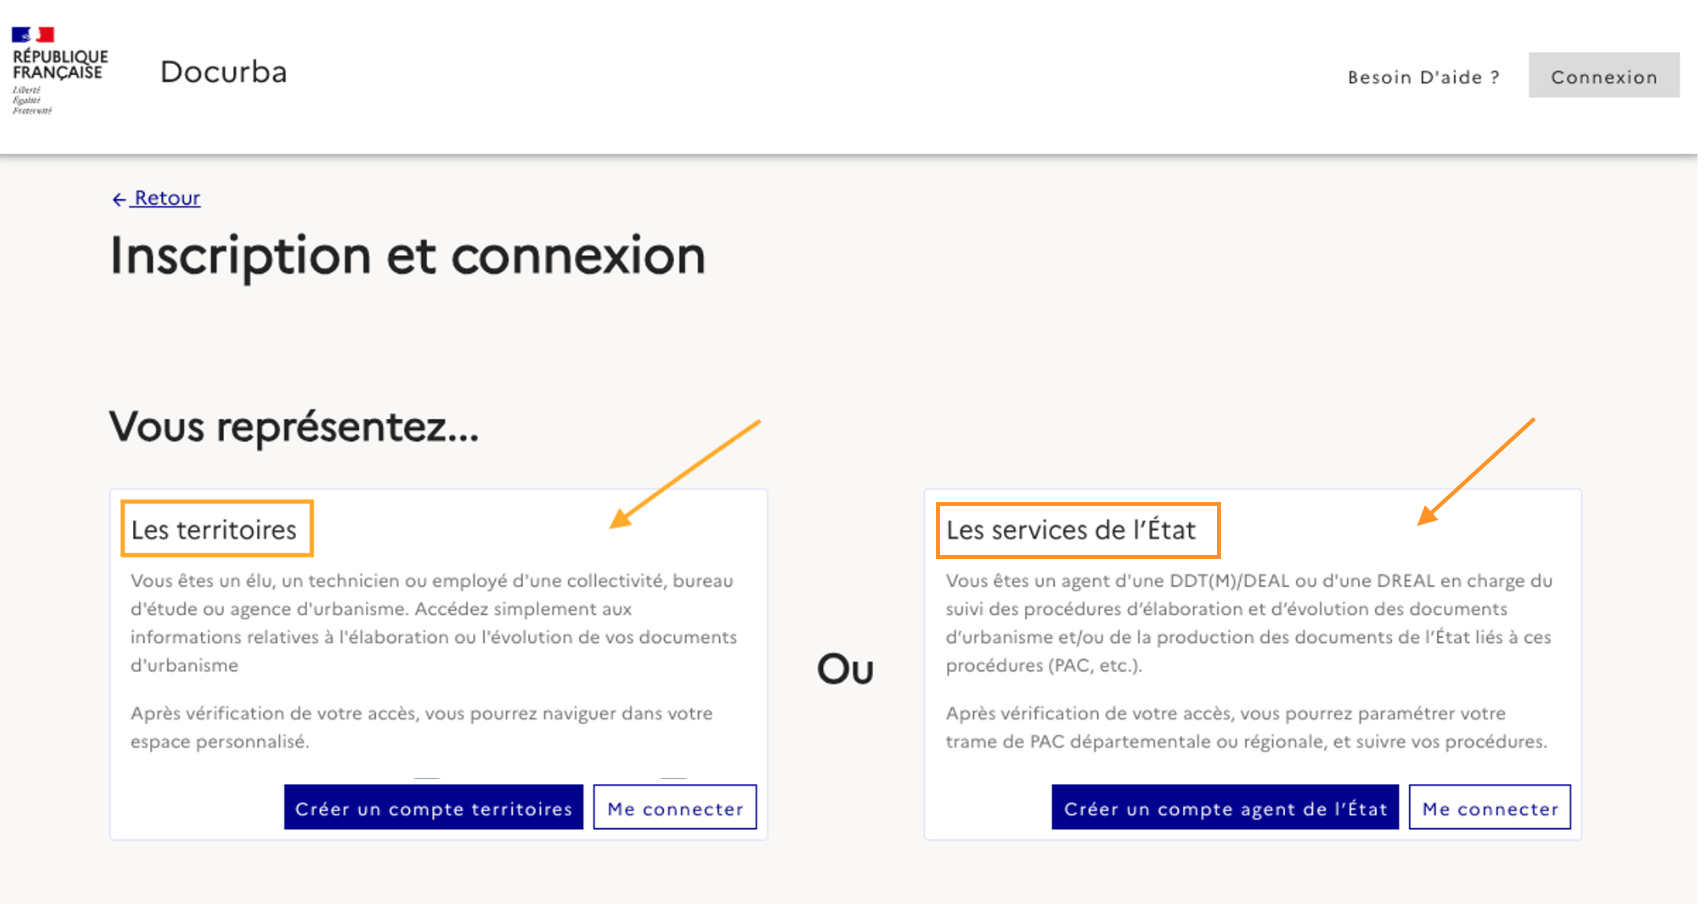 RÉPUBLIQUE
FRANÇAISE
Liberté
Égalité
Fraternité
Docurba
Besoin D'aide ?
Connexion
← Retour
Inscription et connexion
Vous représentez...
Les territoires
Vous êtes un élu, un technicien ou employé d'une collectivité, bureau
d'étude ou agence d'urbanisme. Accédez simplement aux
informations relatives à l'élaboration ou l'évolution de vos documents
d'urbanisme
Après vérification de votre accès, vous pourrez naviguer dans votre
espace personnalisé.
Créer un compte territoires
Me connecter
Ou
Les services de l’État
Vous êtes un agent d'une DDT(M)/DEAL ou d'une DREAL en charge du
suivi des procédures d’élaboration et d’évolution des documents
d’urbanisme et/ou de la production des documents de l’État liés à ces
procédures (PAC, etc.).
Après vérification de votre accès, vous pourrez paramétrer votre
trame de PAC départementale ou régionale, et suivre vos procédures.
Créer un compte agent de l’État
Me connecter